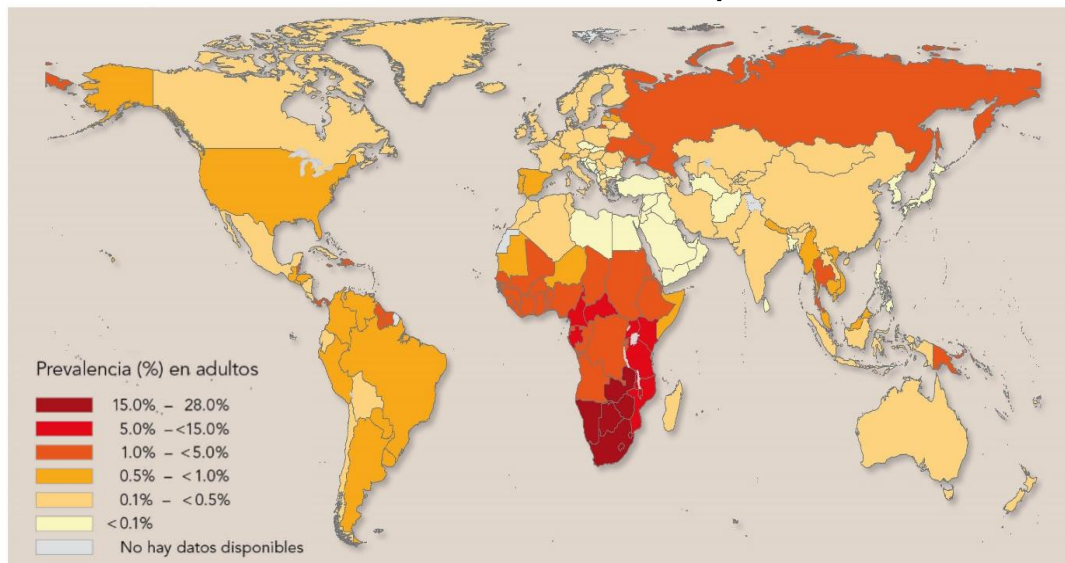 Prevalencia (%) en adultos
15.0% – 28.0%
5.0% – <15.0%
1.0% – <5.0%
0.5% – <1.0%
0.1% – <0.5%
<0.1%
No hay datos disponibles